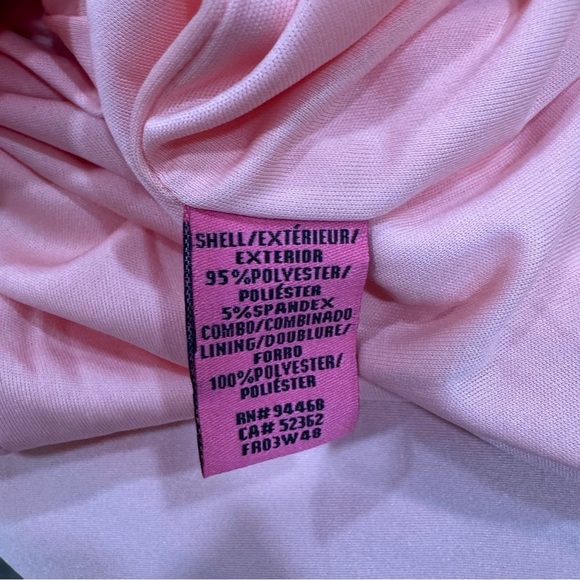 SHELL/EXTÉRIEUR/
EXTERIOR
95%POLYESTER/
POLIÉSTER
5%SPANDEX
COMBO/COMBINADO
LINING/DOUBLURE/
FORRO
100%POLYESTER/
POLIÉSTER
RN# 94468
CA# 52362
FR03W48